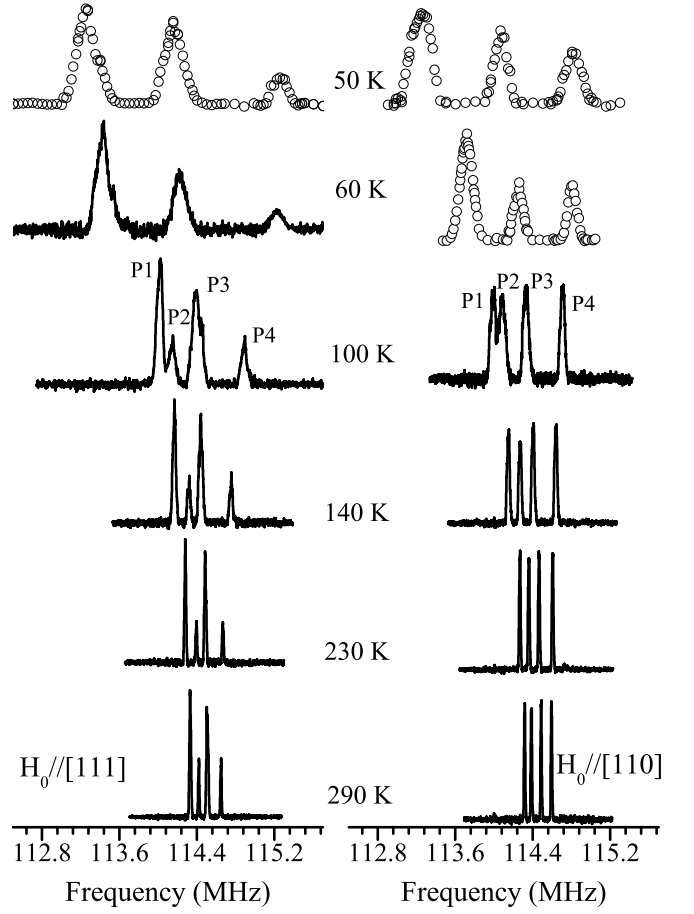 50 K
60 K
P1
P2
P3
P4
P1
P2
P3
P4
100 K
140 K
230 K
H0//[111]
H0//[110]
290 K
112.8 113.6 114.4 115.2
112.8 113.6 114.4 115.2
Frequency (MHz)
Frequency (MHz)